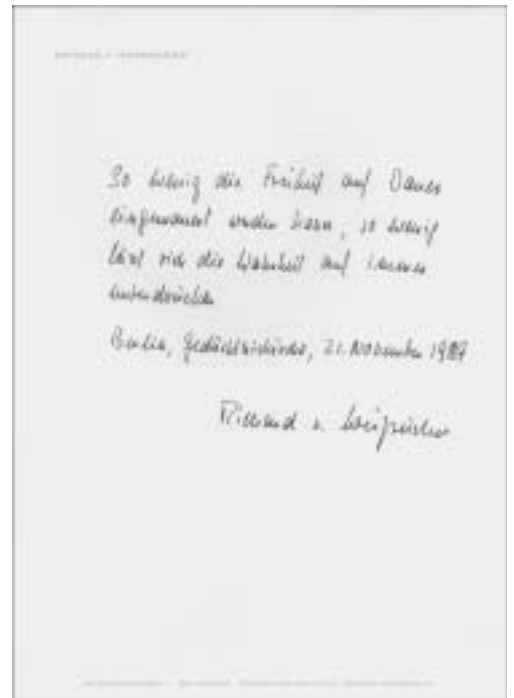 So wenig die Freiheit auf Dauer
eingemauert werden kann, so wenig
lässt sich die Wahrheit auf immer
unterdrücken
Berlin, Gedächtniskirche, 21. November 1989
Richard v. Weizsäcker